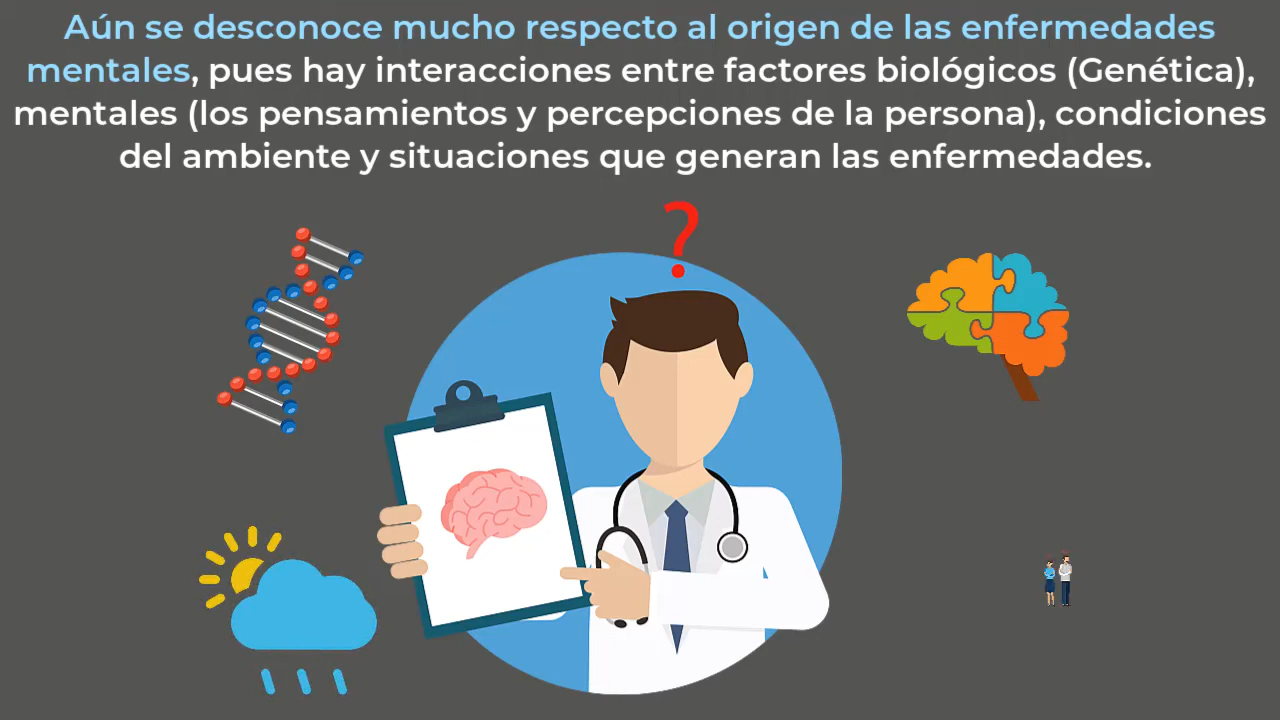 Aún se desconoce mucho respecto al origen de las enfermedades
mentales, pues hay interacciones entre factores biológicos (Genética),
mentales (los pensamientos y percepciones de la persona), condiciones
del ambiente y situaciones que generan las enfermedades.
?